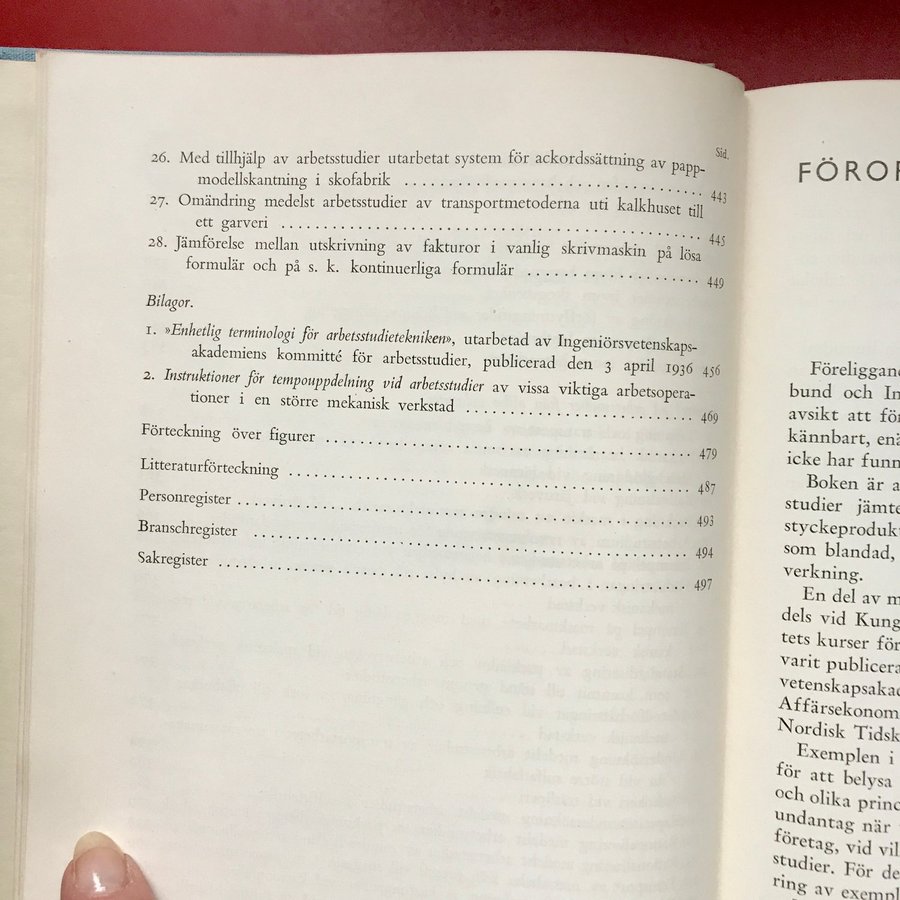 Sid.
26. Med tillhjälp av arbetsstudier utarbetat system för ackordssättning av papp-
modellskantning i skofabrik 443
27. Omändring medelst arbetsstudier av transportmetoderna uti kalkhuset till
ett garveri 445
28. Jämförelse mellan utskrivning av fakturor i vanlig skrivmaskin på lösa
formulär och på s. k. kontinuerliga formulär 449
Bilagor.
1. »Enhetlig terminologi för arbetsstudietekniken», utarbetad av Ingeniörsvetenskaps-
akademiens kommitté för arbetsstudier, publicerad den 3 april 1936 456
2. Instruktioner för tempouppdelning vid arbetsstudier av vissa viktiga arbetsopera-
tioner i en större mekanisk verkstad 469
Förteckning över figurer 479
Litteraturförteckning 487
Personregister 493
Branschregister 494
Sakregister 497
Föreliggand
bund och In
avsikt att för
kännbart, enä
icke har funn
Boken är a
studier jämte
styckeproduk
som blandad,
verkning.
En del av m
dels vid Kung
tets kurser för
varit publicera
vetenskapsakad
Affärsekonom
Nordisk Tidsk
Exemplen i
för att belysa
och olika princ
undantag när
företag, vid vil
studier. För de
ring av exempl